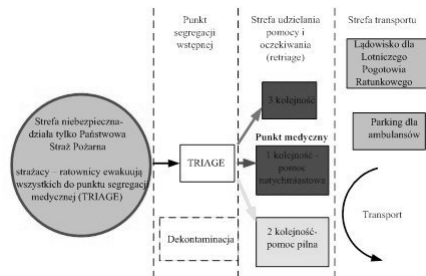 Punkt
segregacji
wstępnej
Strefa udzielania
pomocy i
oczekiwania
(retriage)
Strefa transportu
Lądowisko dla
Lotniczego
Pogotowia
Ratunkowego
Parking dla
ambulansów
Strefa niebezpieczna-
działa tylko Państwowa
Straż Pożarna
strażacy – ratownicy ewakuują
wszystkich do punktu segregacji
medycznej (TRIAGE)
TRIAGE
3 kolejność
Punkt medyczny
1 kolejność -
pomoc
natychmiastowa
2 kolejność-
pomoc pilna
Dekontaminacja
Transport